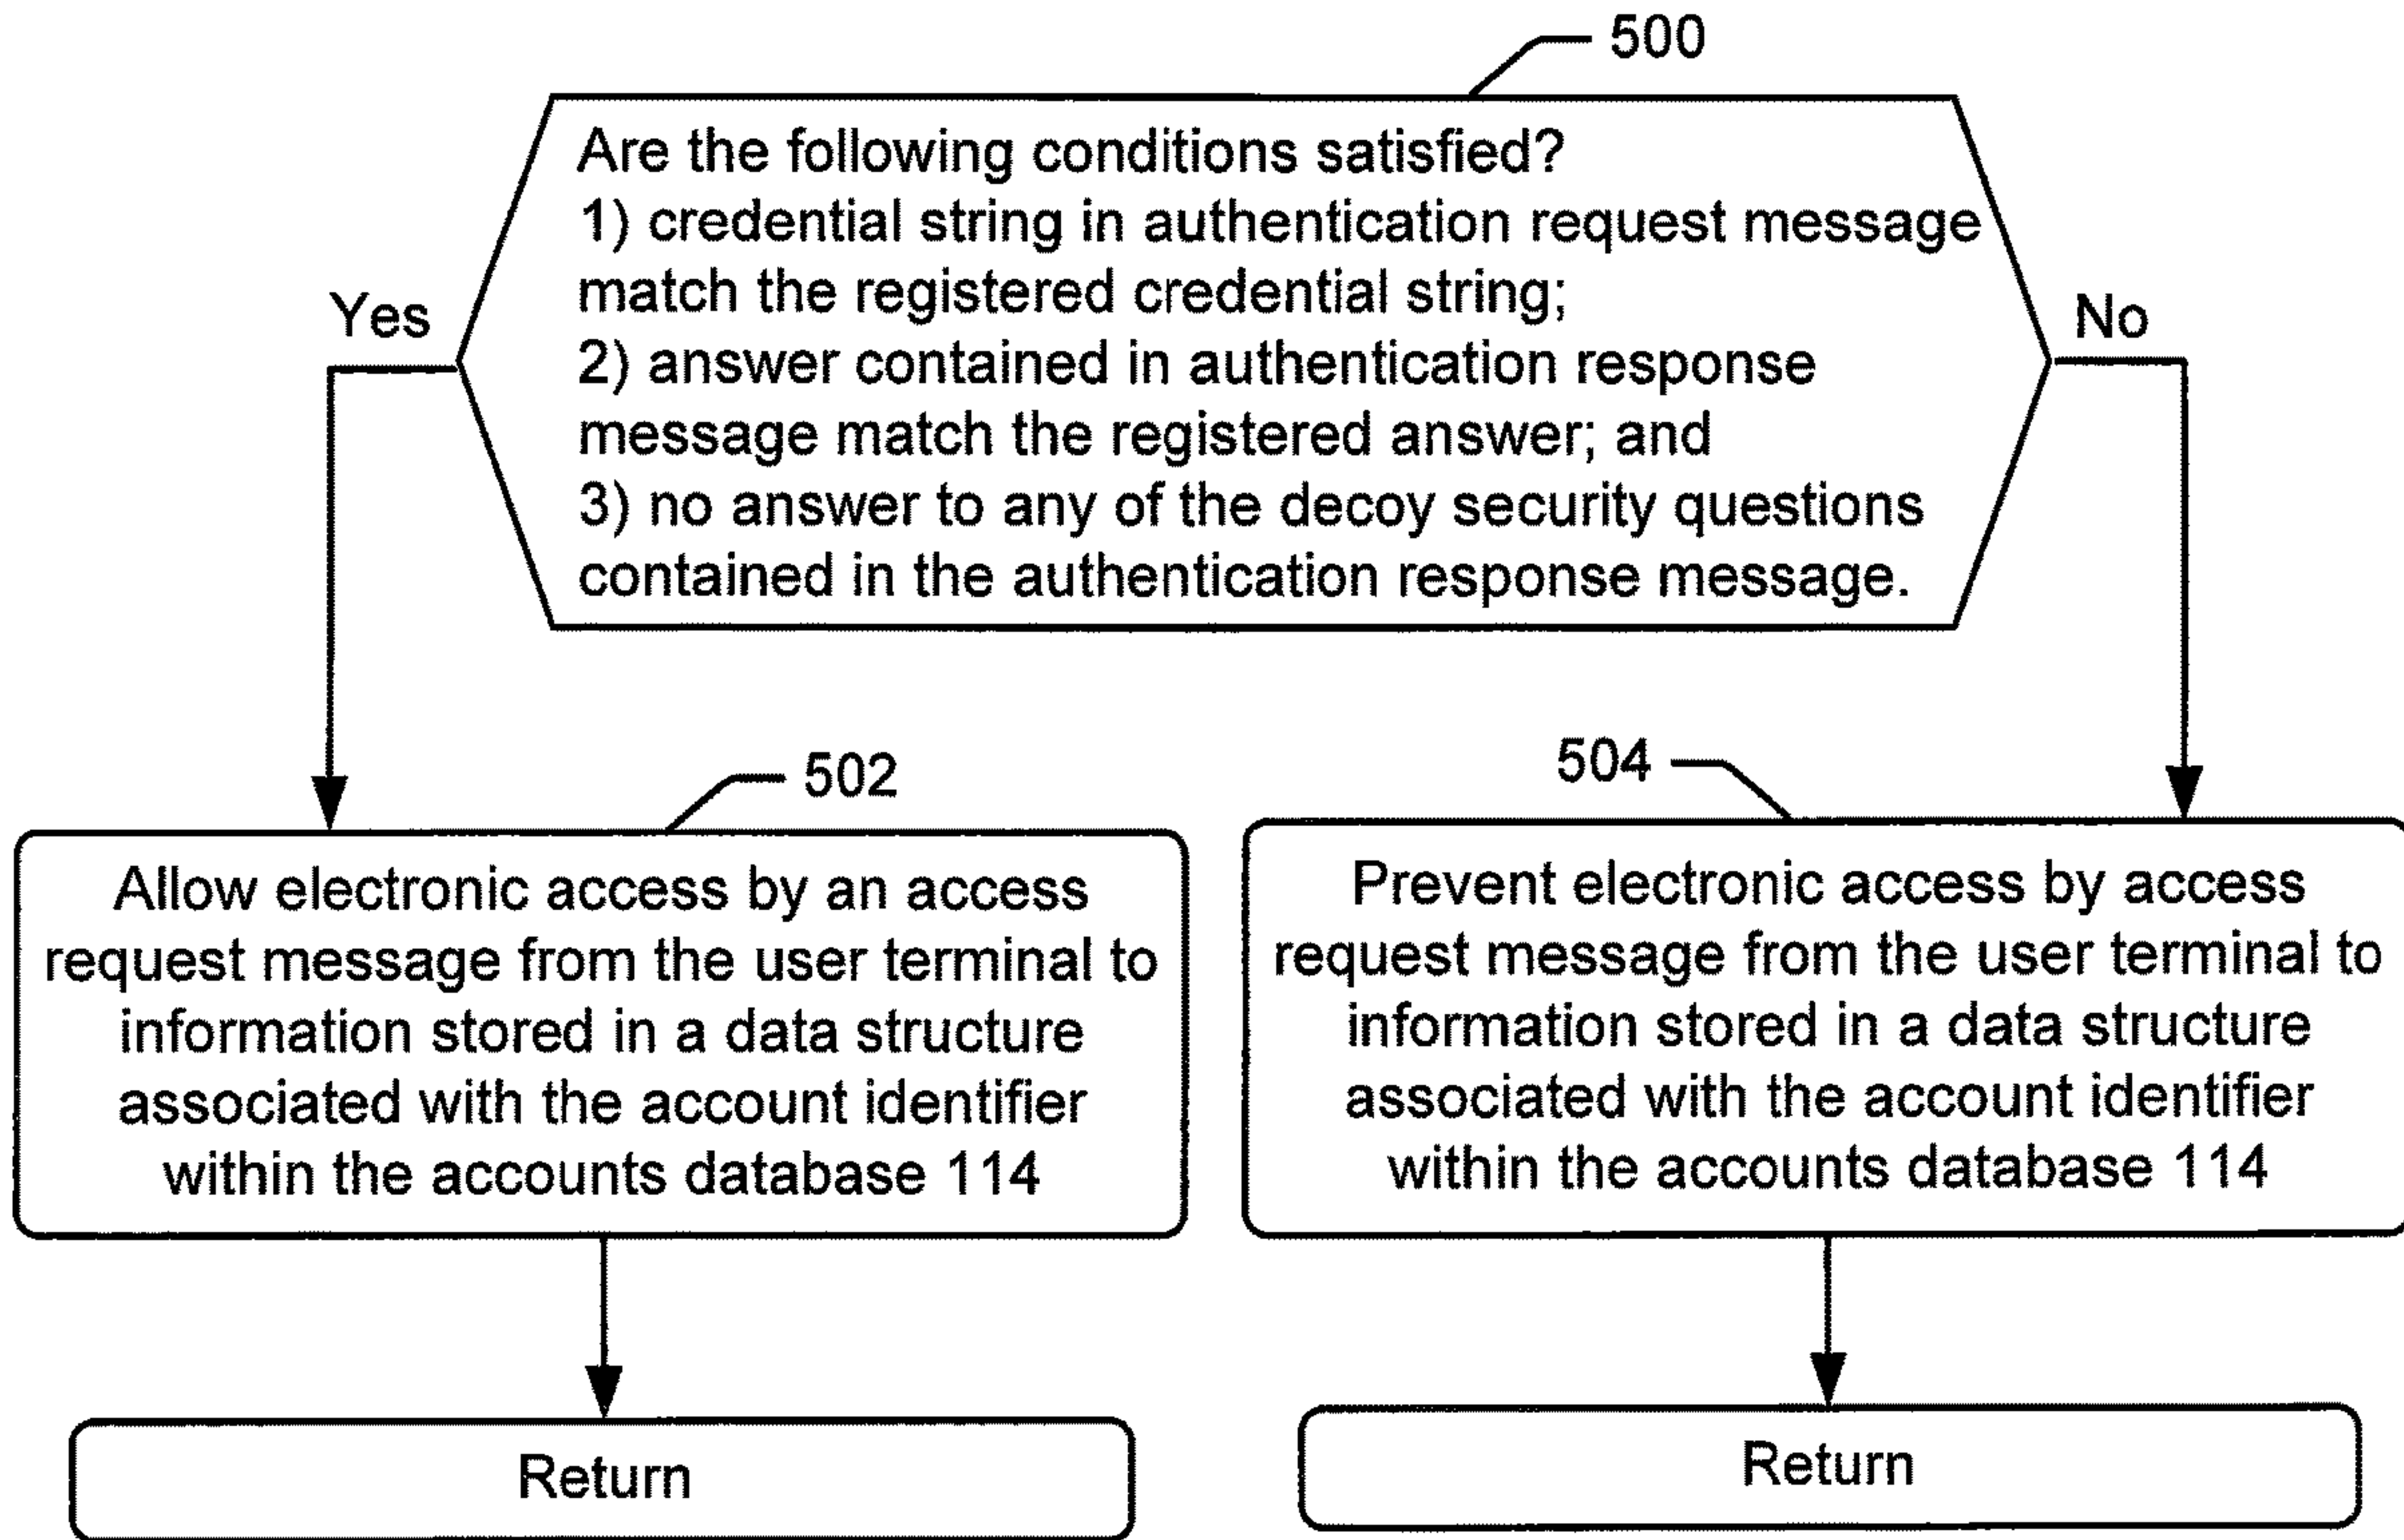 500
Are the following conditions satisfied?
1) credential string in authentication request message
match the registered credential string;
2) answer contained in authentication response
message match the registered answer; and
3) no answer to any of the decoy security questions
contained in the authentication response message.
Yes
No
502
Allow electronic access by an access
request message from the user terminal to
information stored in a data structure
associated with the account identifier
within the accounts database 114
504
Prevent electronic access by access
request message from the user terminal to
information stored in a data structure
associated with the account identifier
within the accounts database 114
Return
Return